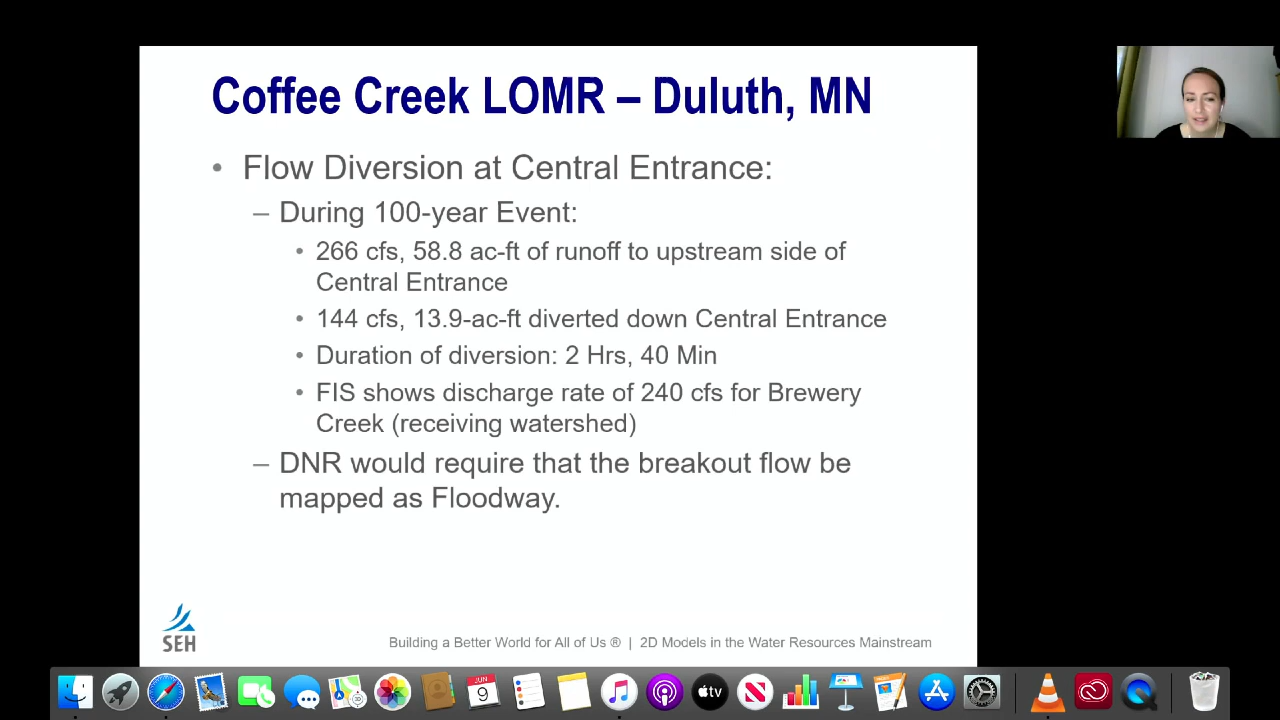 Coffee Creek LOMR – Duluth, MN
• Flow Diversion at Central Entrance:
– During 100-year Event:
• 266 cfs, 58.8 ac-ft of runoff to upstream side of
Central Entrance
• 144 cfs, 13.9-ac-ft diverted down Central Entrance
• Duration of diversion: 2 Hrs, 40 Min
• FIS shows discharge rate of 240 cfs for Brewery
Creek (receiving watershed)
– DNR would require that the breakout flow be
mapped as Floodway.
SEH
Building a Better World for All of Us ® | 2D Models in the Water Resources Mainstream
JUN
9
tv